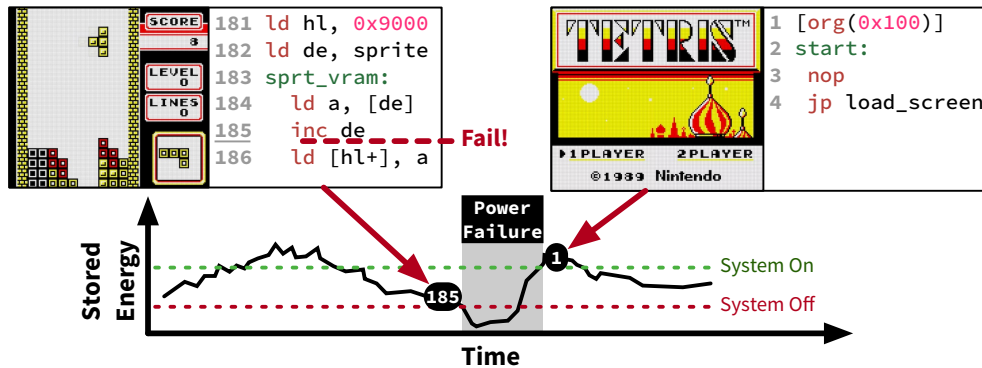 SCORE
8
LEVEL
0
LINES
0
181 ld hl, 0x9000
182 ld de, sprite
183 sprt_vram:
184 ld a, [de]
185 inc de
186 ld [hl+], a
Fail!
TETRIS™
1PLAYER 2PLAYER
©1989 Nintendo
1 [org(0x100)]
2 start:
3 nop
4 jp load_screen
Power
Failure
Stored
Energy
185
1
System On
System Off
Time